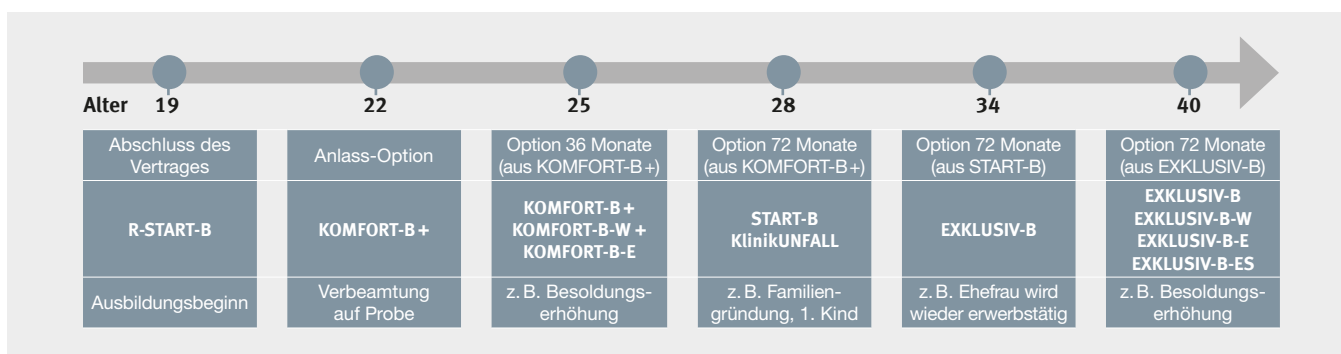 Alter 19 22 25 28 34 40
Abschluss des
Vertrages
Anlass-Option
Option 36 Monate
(aus KOMFORT-B+)
Option 72 Monate
(aus KOMFORT-B+)
Option 72 Monate
(aus START-B)
Option 72 Monate
(aus EXKLUSIV-B)
R-START-B
KOMFORT-B+
KOMFORT-B+
KOMFORT-B-W+
KOMFORT-B-E
START-B
KlinikUNFALL
EXKLUSIV-B
EXKLUSIV-B
EXKLUSIV-B-W
EXKLUSIV-B-E
EXKLUSIV-B-ES
Ausbildungsbeginn
Verbeamtung
auf Probe
z. B. Besoldungs-
erhöhung
z. B. Familien-
gründung, 1. Kind
z. B. Ehefrau wird
wieder erwerbstätig
z. B. Besoldungs-
erhöhung